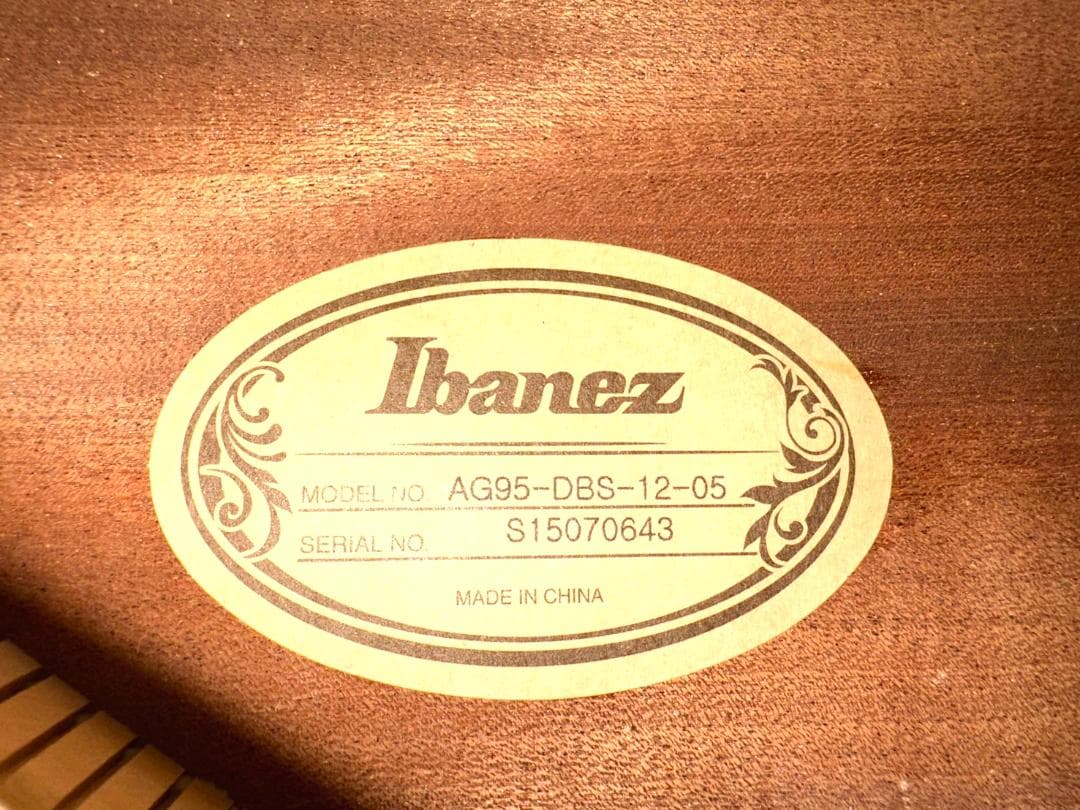 Ibanez
MODEL NO. AG95-DBS-12-05
SERIAL NO. S15070643
MADE IN CHINA